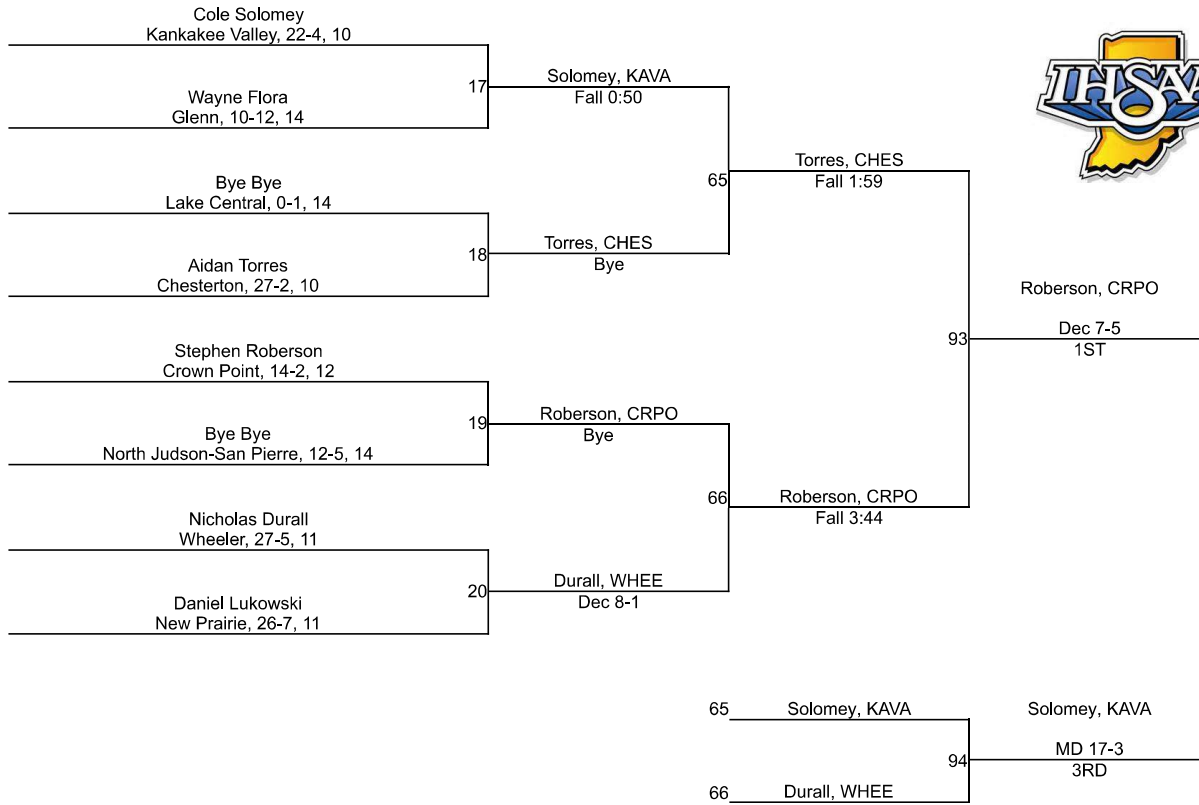 Cole Solomey
Kankakee Valley, 22-4, 10
17
Solomey, KAVA
Fall 0:50
Wayne Flora
Glenn, 10-12, 14
65
Torres, CHES
Fall 1:59
Bye Bye
Lake Central, 0-1, 14
18
Torres, CHES
Bye
Aidan Torres
Chesterton, 27-2, 10
93
Roberson, CRPO
Dec 7-5
1ST
Stephen Roberson
Crown Point, 14-2, 12
19
Roberson, CRPO
Bye
Bye Bye
North Judson-San Pierre, 12-5, 14
66
Roberson, CRPO
Fall 3:44
Nicholas Durall
Wheeler, 27-5, 11
20
Durall, WHEE
Dec 8-1
Daniel Lukowski
New Prairie, 26-7, 11
65
Solomey, KAVA
94
Solomey, KAVA
MD 17-3
3RD
66
Durall, WHEE
IHSAA